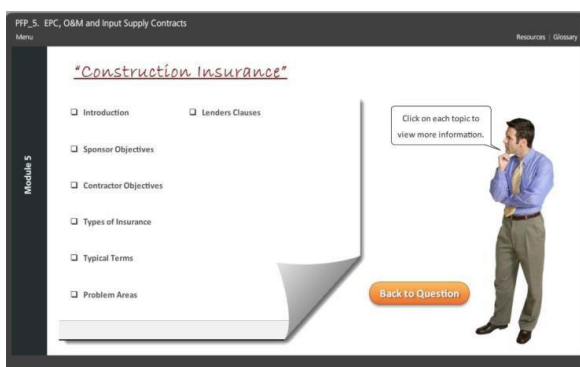 PFP_5. EPC, O&M and Input Supply Contracts
Menu
Resources | Glossary
Module 5
"Construction Insurance"
Introduction
Lenders Clauses
Sponsor Objectives
Contractor Objectives
Types of Insurance
Typical Terms
Problem Areas
Click on each topic to
view more information.
Back to Question